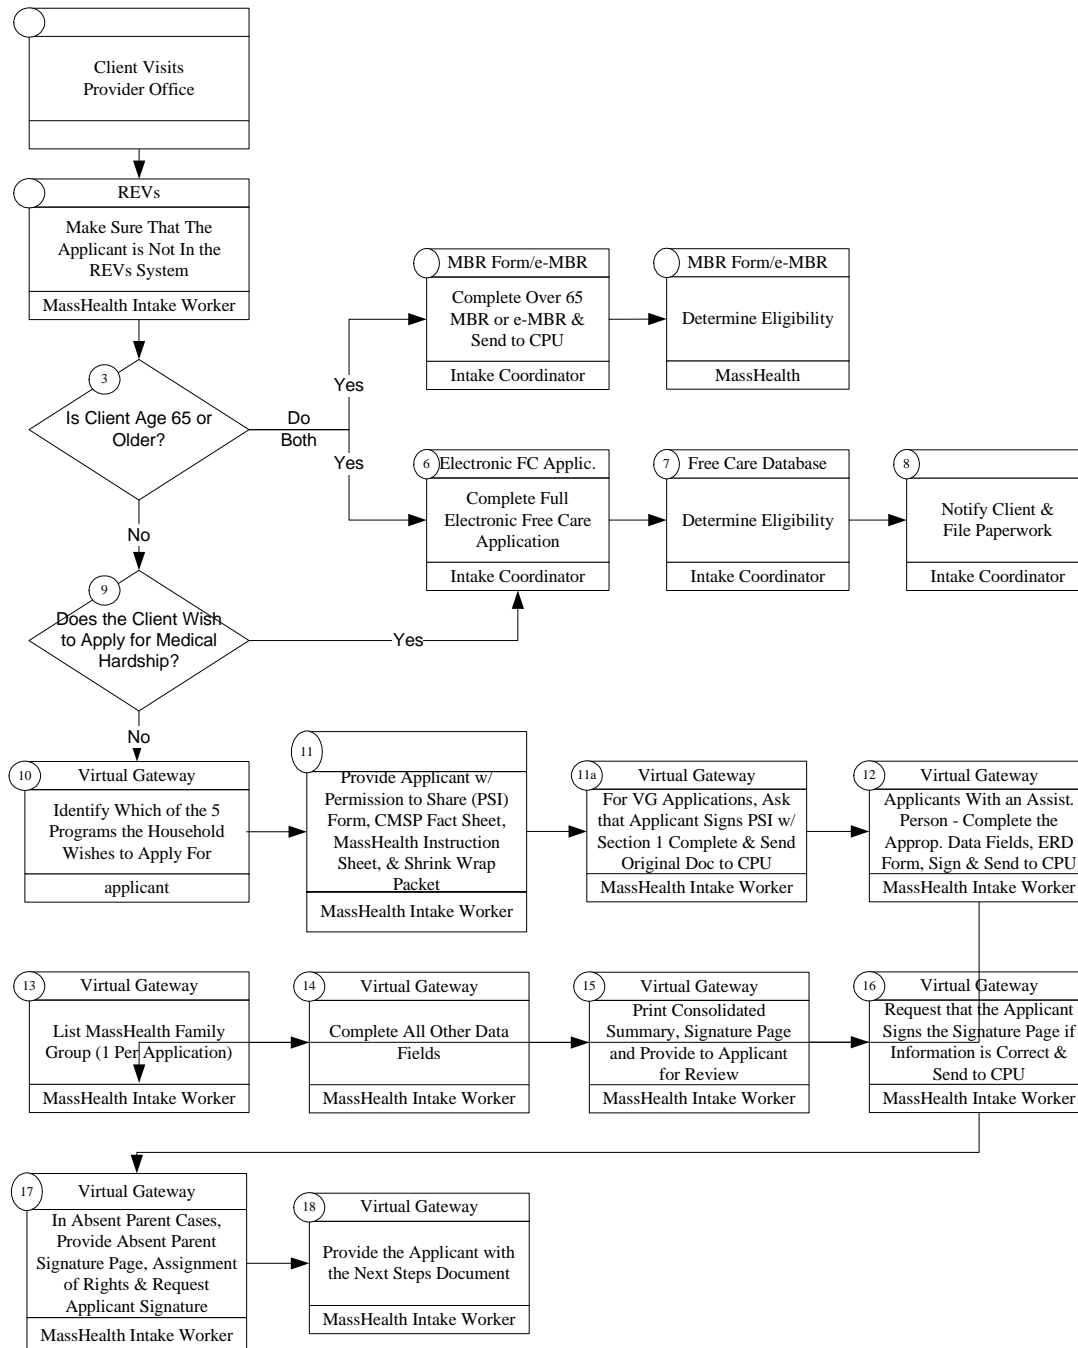 Client Visits
Provider Office
REVs
Make Sure That The
Applicant is Not In the
REVs System
MassHealth Intake Worker
MBR Form/e-MBR
Complete Over 65
MBR or e-MBR &
Send to CPU
Intake Coordinator
MBR Form/e-MBR
Determine Eligibility
MassHealth
3
Is Client Age 65 or
Older?
Do
Both
Yes
Yes
6
Electronic FC Applic.
Complete Full
Electronic Free Care
Application
Intake Coordinator
7
Free Care Database
Determine Eligibility
Intake Coordinator
8
Notify Client &
File Paperwork
Intake Coordinator
No
9
Does the Client Wish
to Apply for Medical
Hardship?
Yes
No
10
Virtual Gateway
Identify Which of the 5
Programs the Household
Wishes to Apply For
applicant
11
Provide Applicant w/
Permission to Share (PSI)
Form, CMSP Fact Sheet,
MassHealth Instruction
Sheet, & Shrink Wrap
Packet
MassHealth Intake Worker
11a
Virtual Gateway
For VG Applications, Ask
that Applicant Signs PSI w/
Section 1 Complete & Send
Original Doc to CPU
MassHealth Intake Worker
12
Virtual Gateway
Applicants With an Assist.
Person - Complete the
Approp. Data Fields, ERD
Form, Sign & Send to CPU
MassHealth Intake Worker
13
Virtual Gateway
List MassHealth Family
Group (1 Per Application)
MassHealth Intake Worker
14
Virtual Gateway
Complete All Other Data
Fields
MassHealth Intake Worker
15
Virtual Gateway
Print Consolidated
Summary, Signature Page
and Provide to Applicant
for Review
MassHealth Intake Worker
16
Virtual Gateway
Request that the Applicant
Signs the Signature Page if
Information is Correct &
Send to CPU
MassHealth Intake Worker
17
Virtual Gateway
In Absent Parent Cases,
Provide Absent Parent
Signature Page, Assignment
of Rights & Request
Applicant Signature
MassHealth Intake Worker
18
Virtual Gateway
Provide the Applicant with
the Next Steps Document
MassHealth Intake Worker